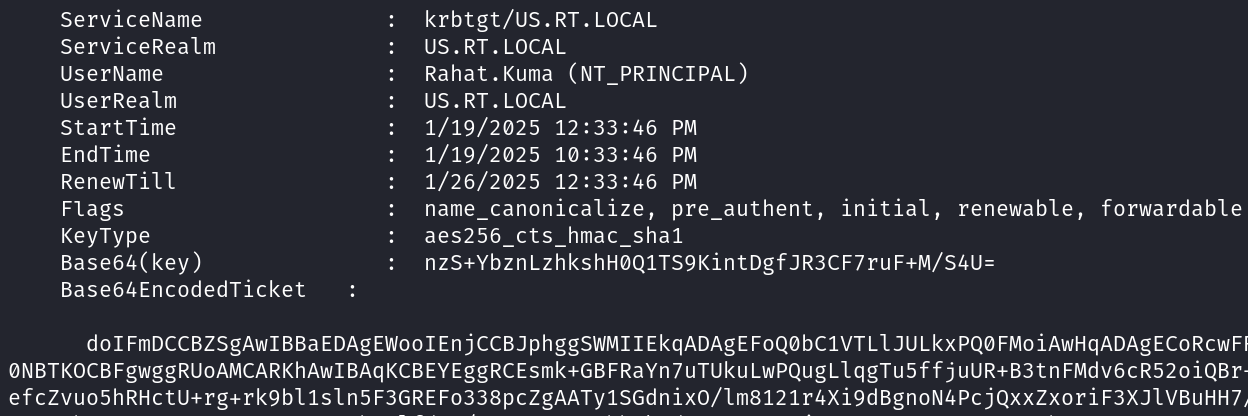 ServiceName : krbtgt/US.RT.LOCAL
ServiceRealm : US.RT.LOCAL
UserName : Rahat.Kuma (NT_PRINCIPAL)
UserRealm : US.RT.LOCAL
StartTime : 1/19/2025 12:33:46 PM
EndTime : 1/19/2025 10:33:46 PM
RenewTill : 1/26/2025 12:33:46 PM
Flags : name_canonicalize, pre_authent, initial, renewable, forwardable
KeyType : aes256_cts_hmac_sha1
Base64(key) : nzS+YbznLzhkshH0Q1TS9KintDgfJR3CF7ruF+M/S4U=
Base64EncodedTicket :
doIFmDCCBZSgAwIBBaEDAgEWooIEnjCCBJphggSWMIIEkqADAgEFoQ0bC1VTLlJULkxPQ0FMoiAwHqADAgECoRcwF
0NBTKOCBFgwggRUoAMCARKhAwIBAqKCBEYEggRCEsmk+GBFRaYn7uTUkuLwPQugLlqgTu5ffjuUR+B3tnFMdv6cR52oiQBr
efcZvuo5hRHctU+rg+rk9bl1sln5F3GREFo338pcZgAATy1SGdnixO/lm8121r4Xi9dBgnoN4PcjQxxZxoriF3XJlVBuHH7/